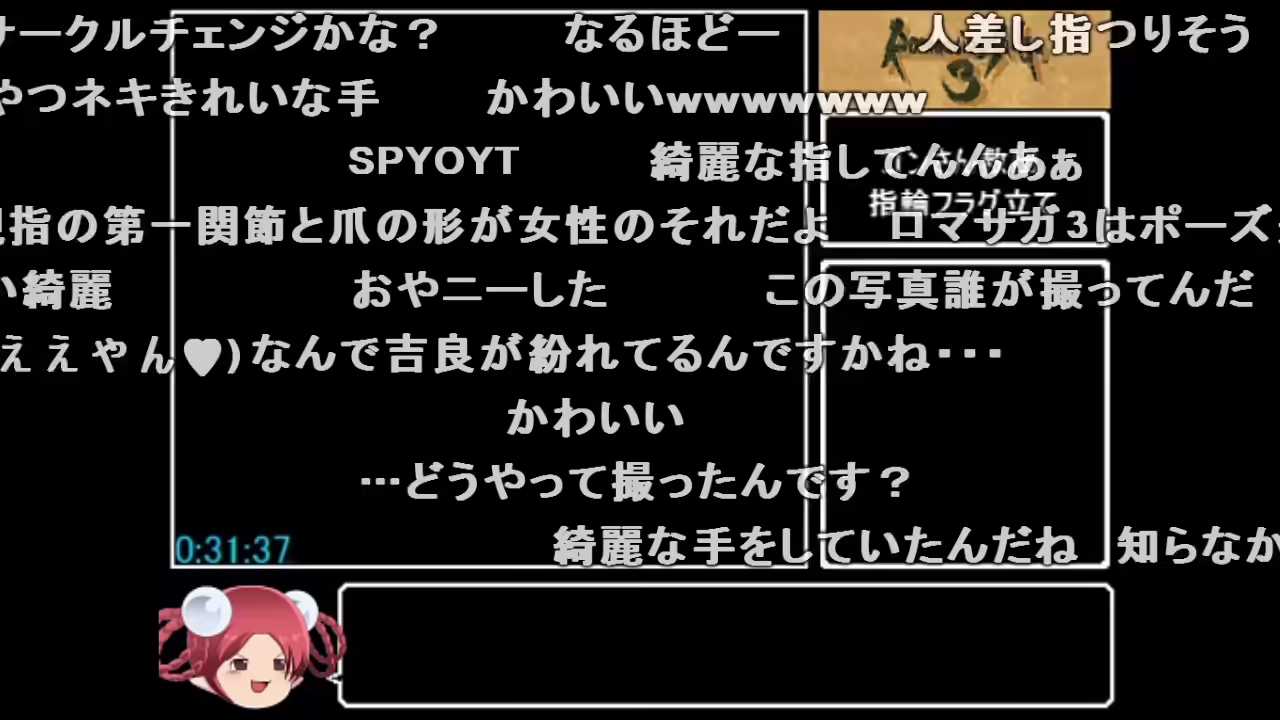 サークルチェンジかな？ なるほどー 人差し指つりそう
3
やつネキきれいな手 かわいいwwwwwwww
SPYOYT 綺麗な指してんんあぁ
指輪フラグ立て
指の第一関節と爪の形が女性のそれだよ ロマサガ3はポーズ
い綺麗 おやニーした この写真誰が撮ってんだ
ええやん♥)なんで吉良が紛れてるんですかね･･･
かわいい
…どうやって撮ったんです？
0:31:37 綺麗な手をしていたんだね 知らなか